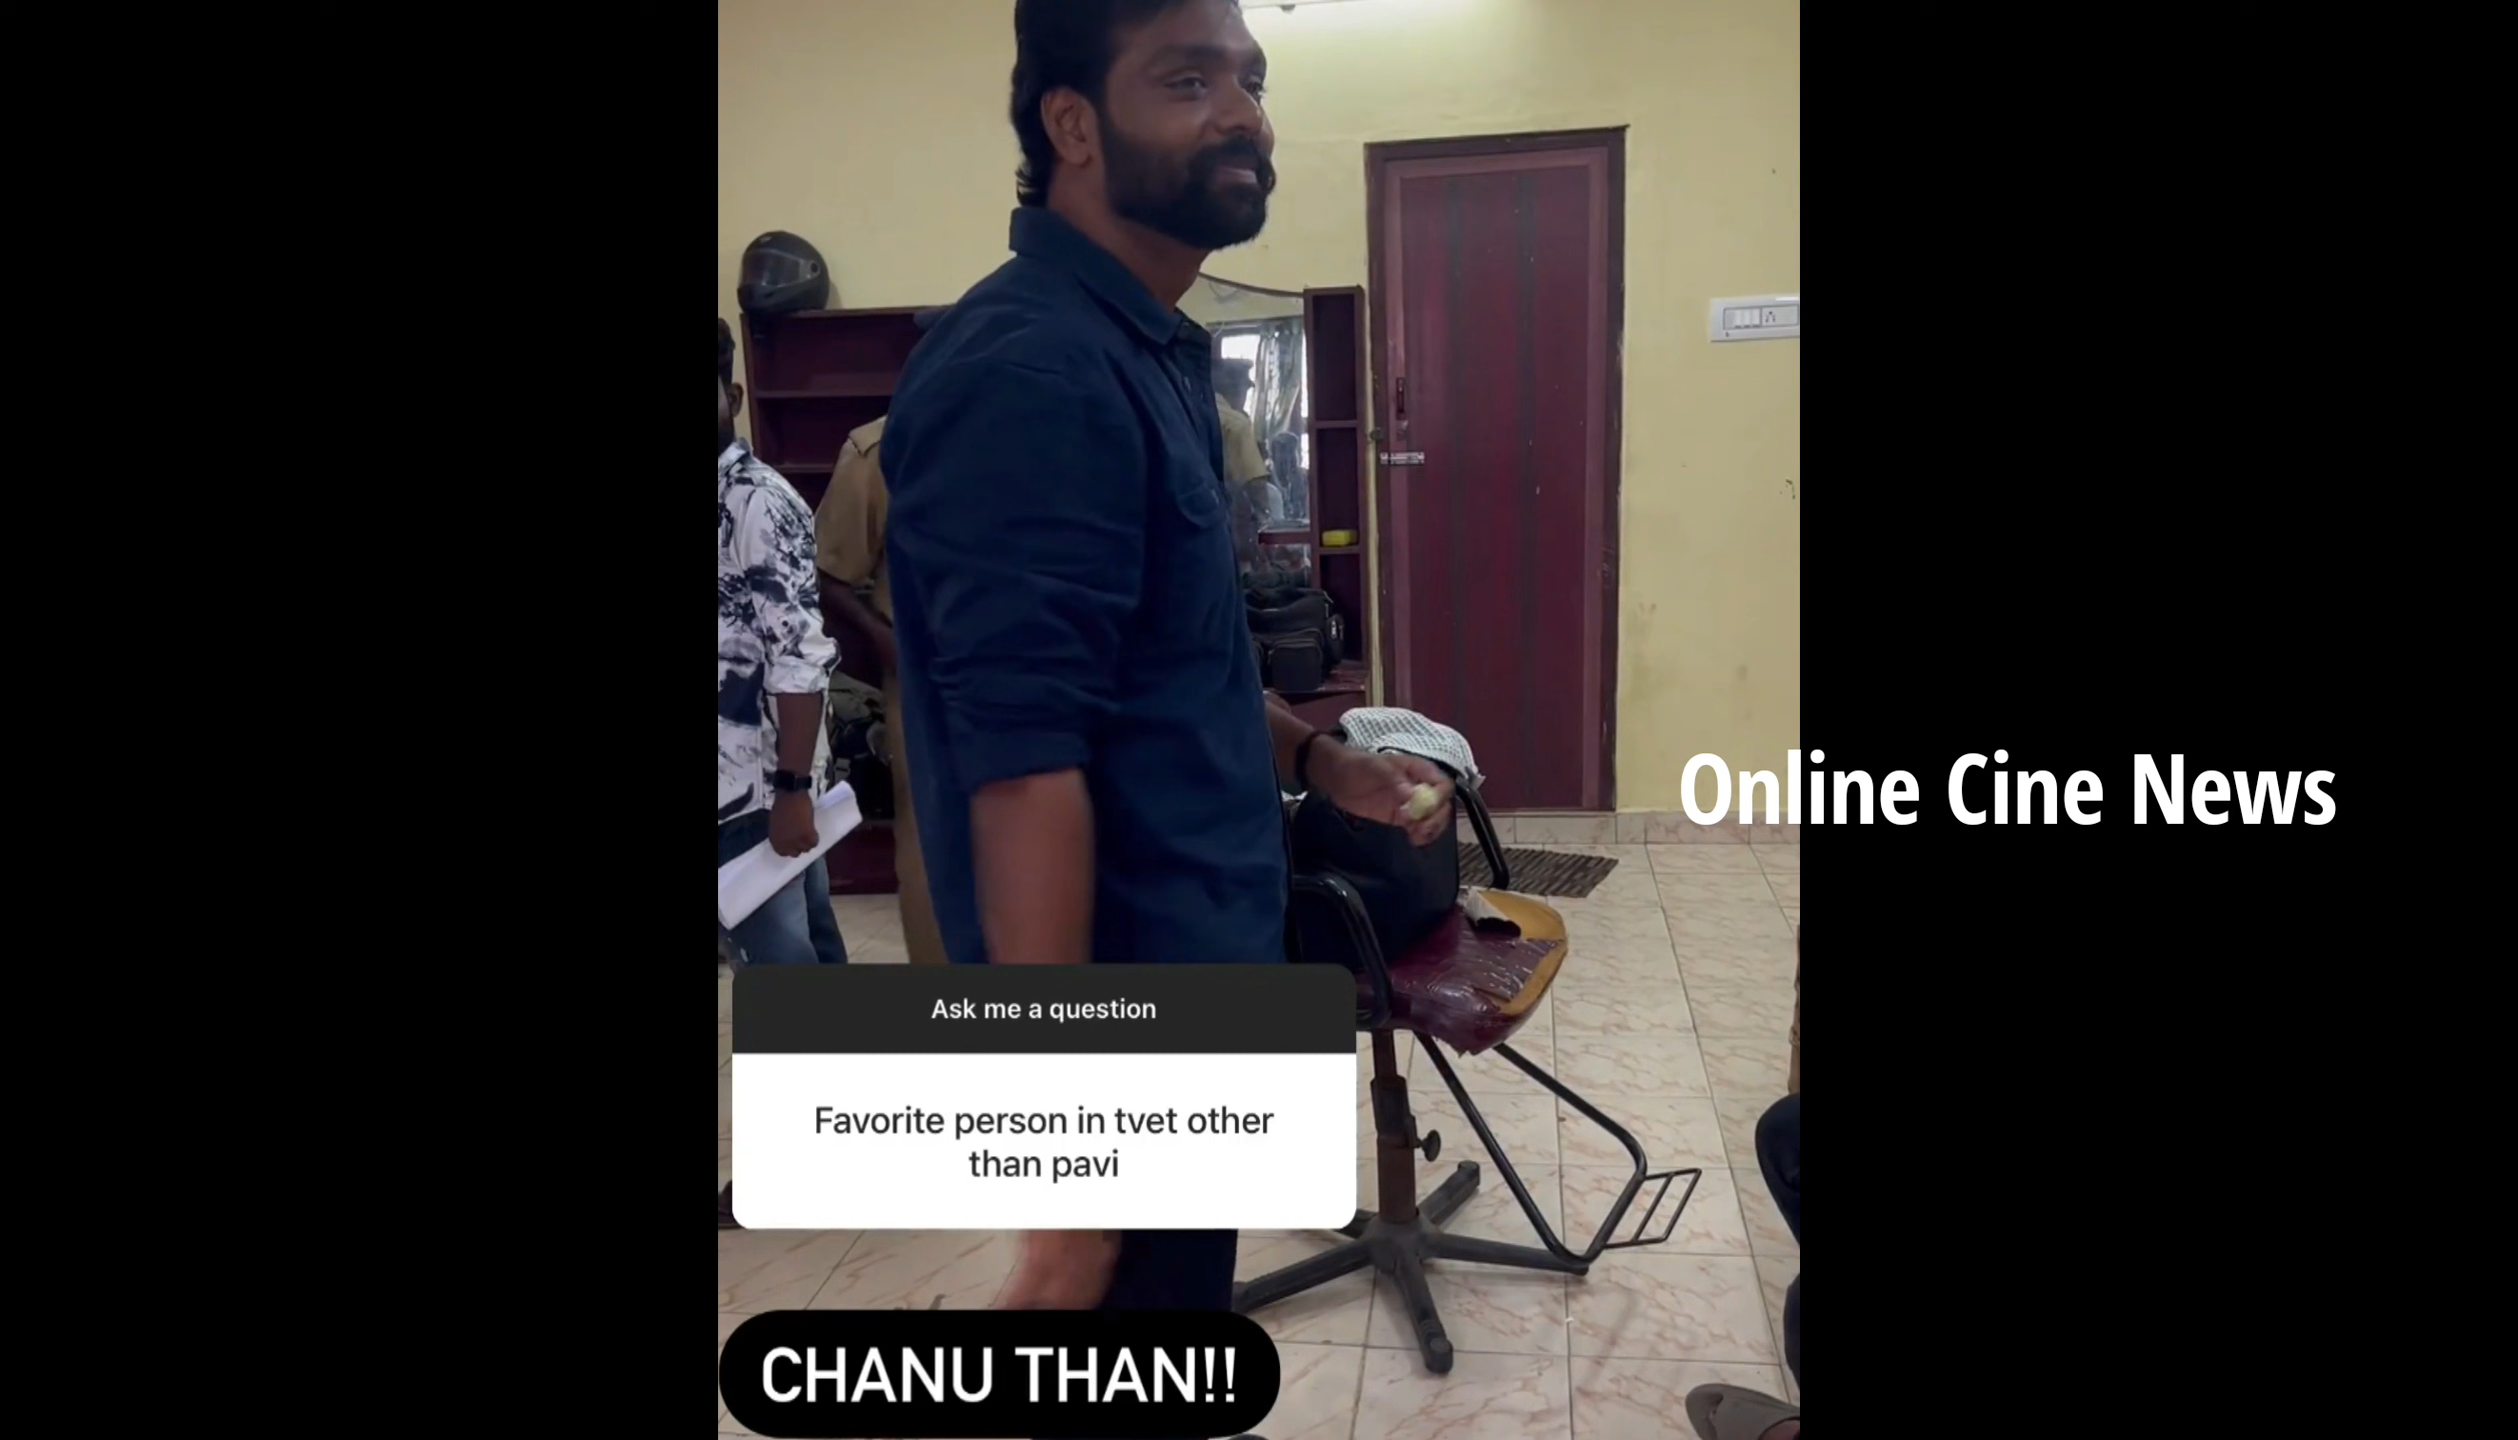 Online Cine News
Ask me a question
Favorite person in tvet other
than pavi
CHANU THAN!!